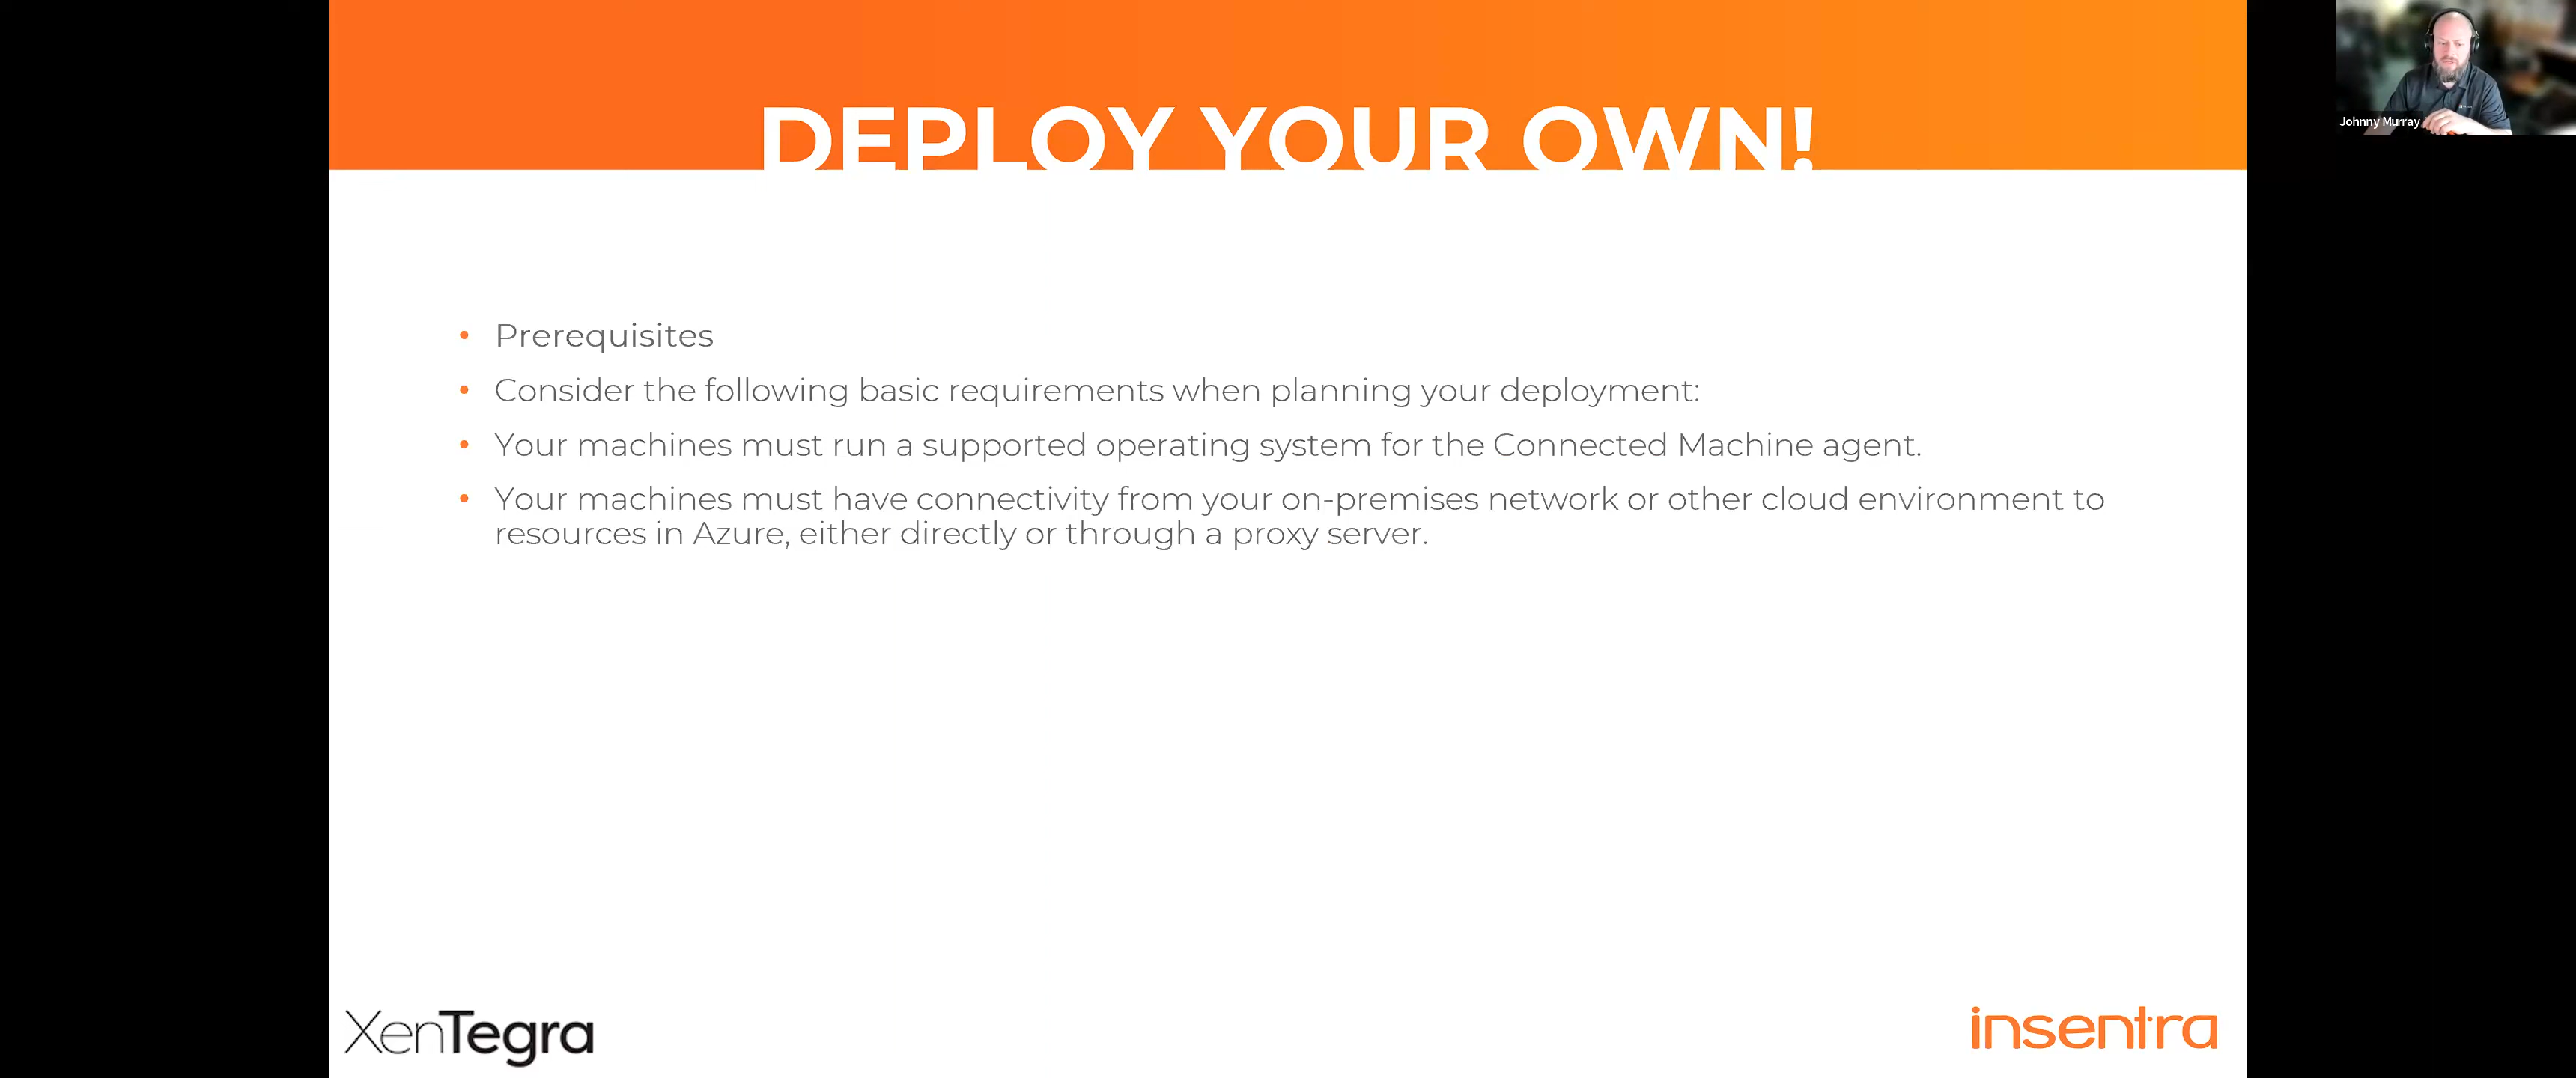 DEPLOY YOUR OWN!
Johnny Murray
Prerequisites
Consider the following basic requirements when planning your deployment:
Your machines must run a supported operating system for the Connected Machine agent.
Your machines must have connectivity from your on-premises network or other cloud environment to
resources in Azure, either directly or through a proxy server.
XenTegra
insentra